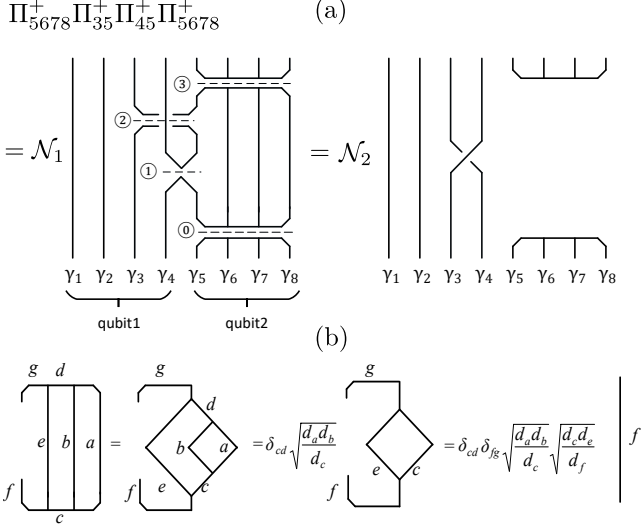 Π⁺₅₆₇₈Π⁺₃₅Π⁺₄₅Π⁺₅₆₇₈ (a)
③
②
= 𝒩₁ = 𝒩₂
①
⓪
γ₁ γ₂ γ₃ γ₄ γ₅ γ₆ γ₇ γ₈ γ₁ γ₂ γ₃ γ₄ γ₅ γ₆ γ₇ γ₈
qubit1 qubit2
(b)
g d g g
d
e b a = b a = δ_cd √(d_a d_b / d_c) = δ_cd δ_fg √(d_a d_b / d_c) √(d_c d_e / d_f) f
e c
f f e c f
c